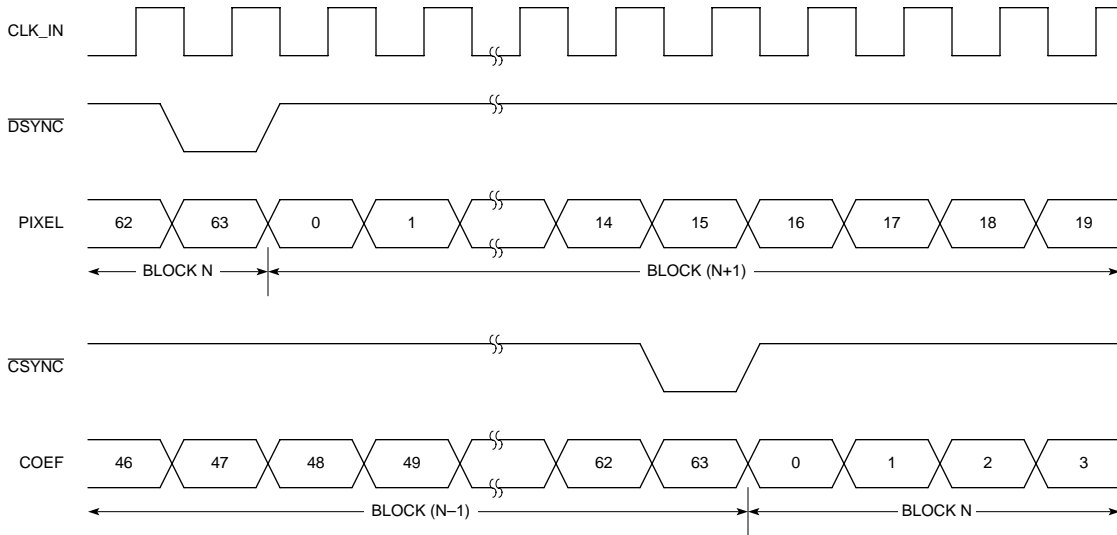 CLK_IN
DSYNC
PIXEL 62 63 0 1 14 15 16 17 18 19
BLOCK N BLOCK (N+1)
CSYNC
COEF 46 47 48 49 62 63 0 1 2 3
BLOCK (N–1) BLOCK N